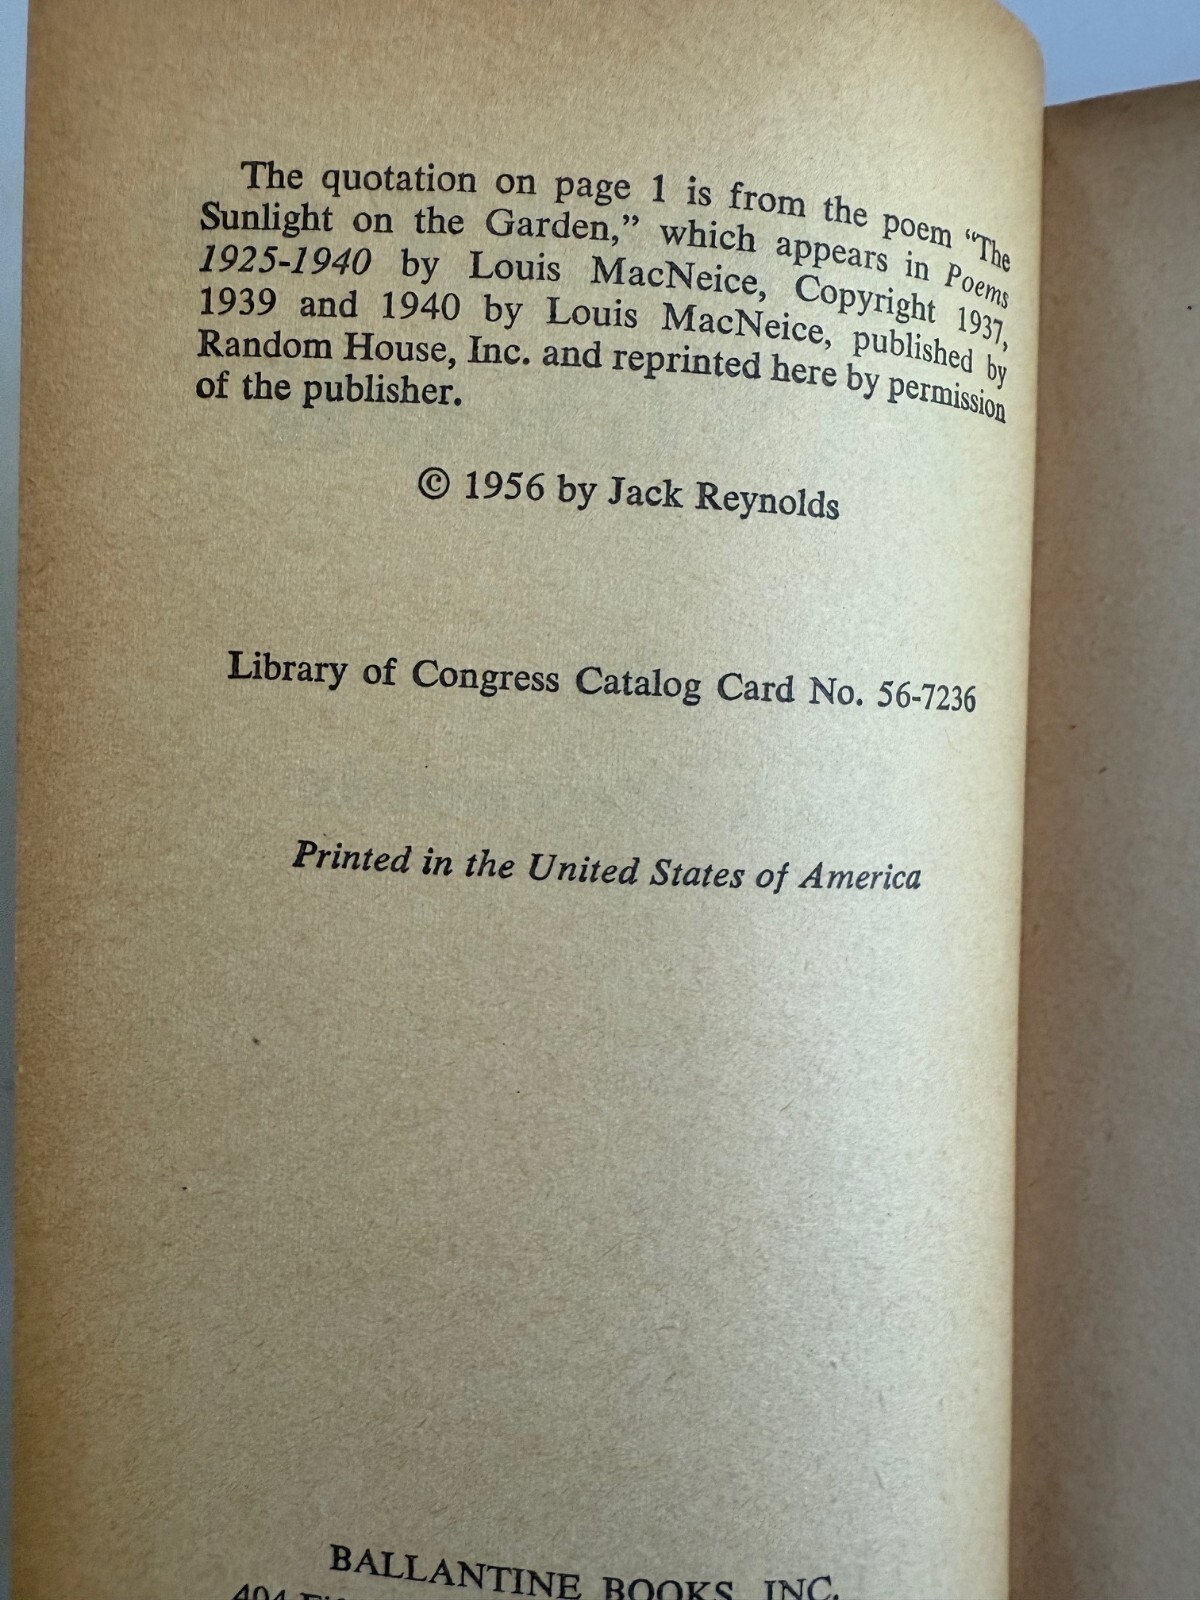 The quotation on page 1 is from the poem “The
Sunlight on the Garden,” which appears in Poems
1925-1940 by Louis MacNeice, Copyright 1937,
1939 and 1940 by Louis MacNeice, published by
Random House, Inc. and reprinted here by permission
of the publisher.
© 1956 by Jack Reynolds
Library of Congress Catalog Card No. 56-7236
Printed in the United States of America
BALLANTINE BOOKS, INC.
404